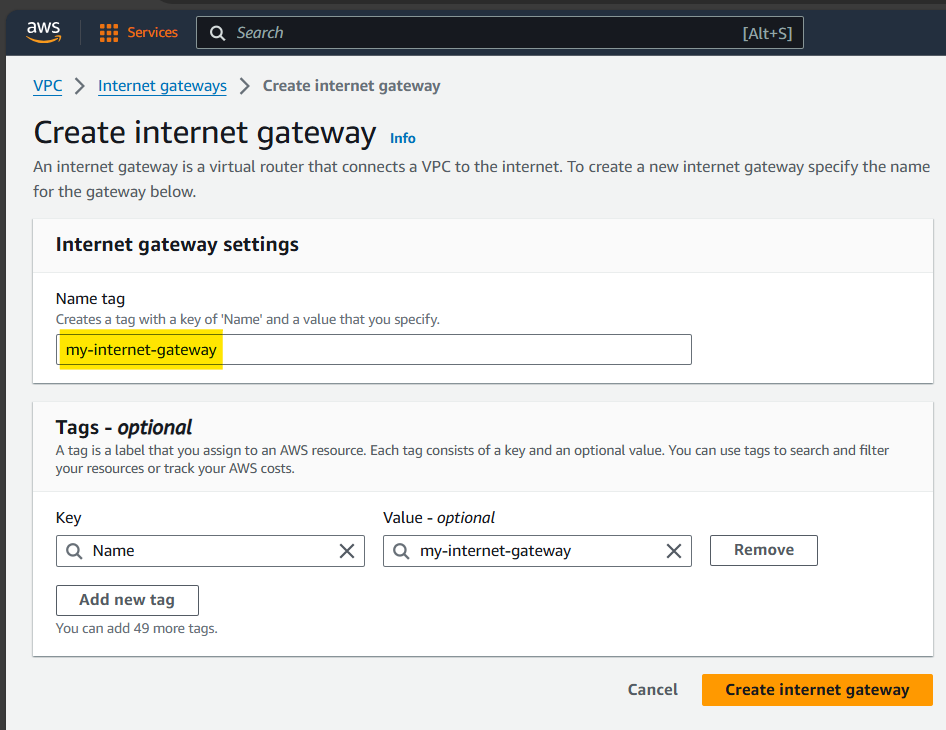 aws
Services
Search
[Alt+S]
VPC
Internet gateways
Create internet gateway
Create internet gateway
Info
An internet gateway is a virtual router that connects a VPC to the internet. To create a new internet gateway specify the name
for the gateway below.
Internet gateway settings
Name tag
Creates a tag with a key of 'Name' and a value that you specify.
my-internet-gateway
Tags - optional
A tag is a label that you assign to an AWS resource. Each tag consists of a key and an optional value. You can use tags to search and filter
your resources or track your AWS costs.
Key
Value - optional
Name
my-internet-gateway
Remove
Add new tag
You can add 49 more tags.
Cancel
Create internet gateway